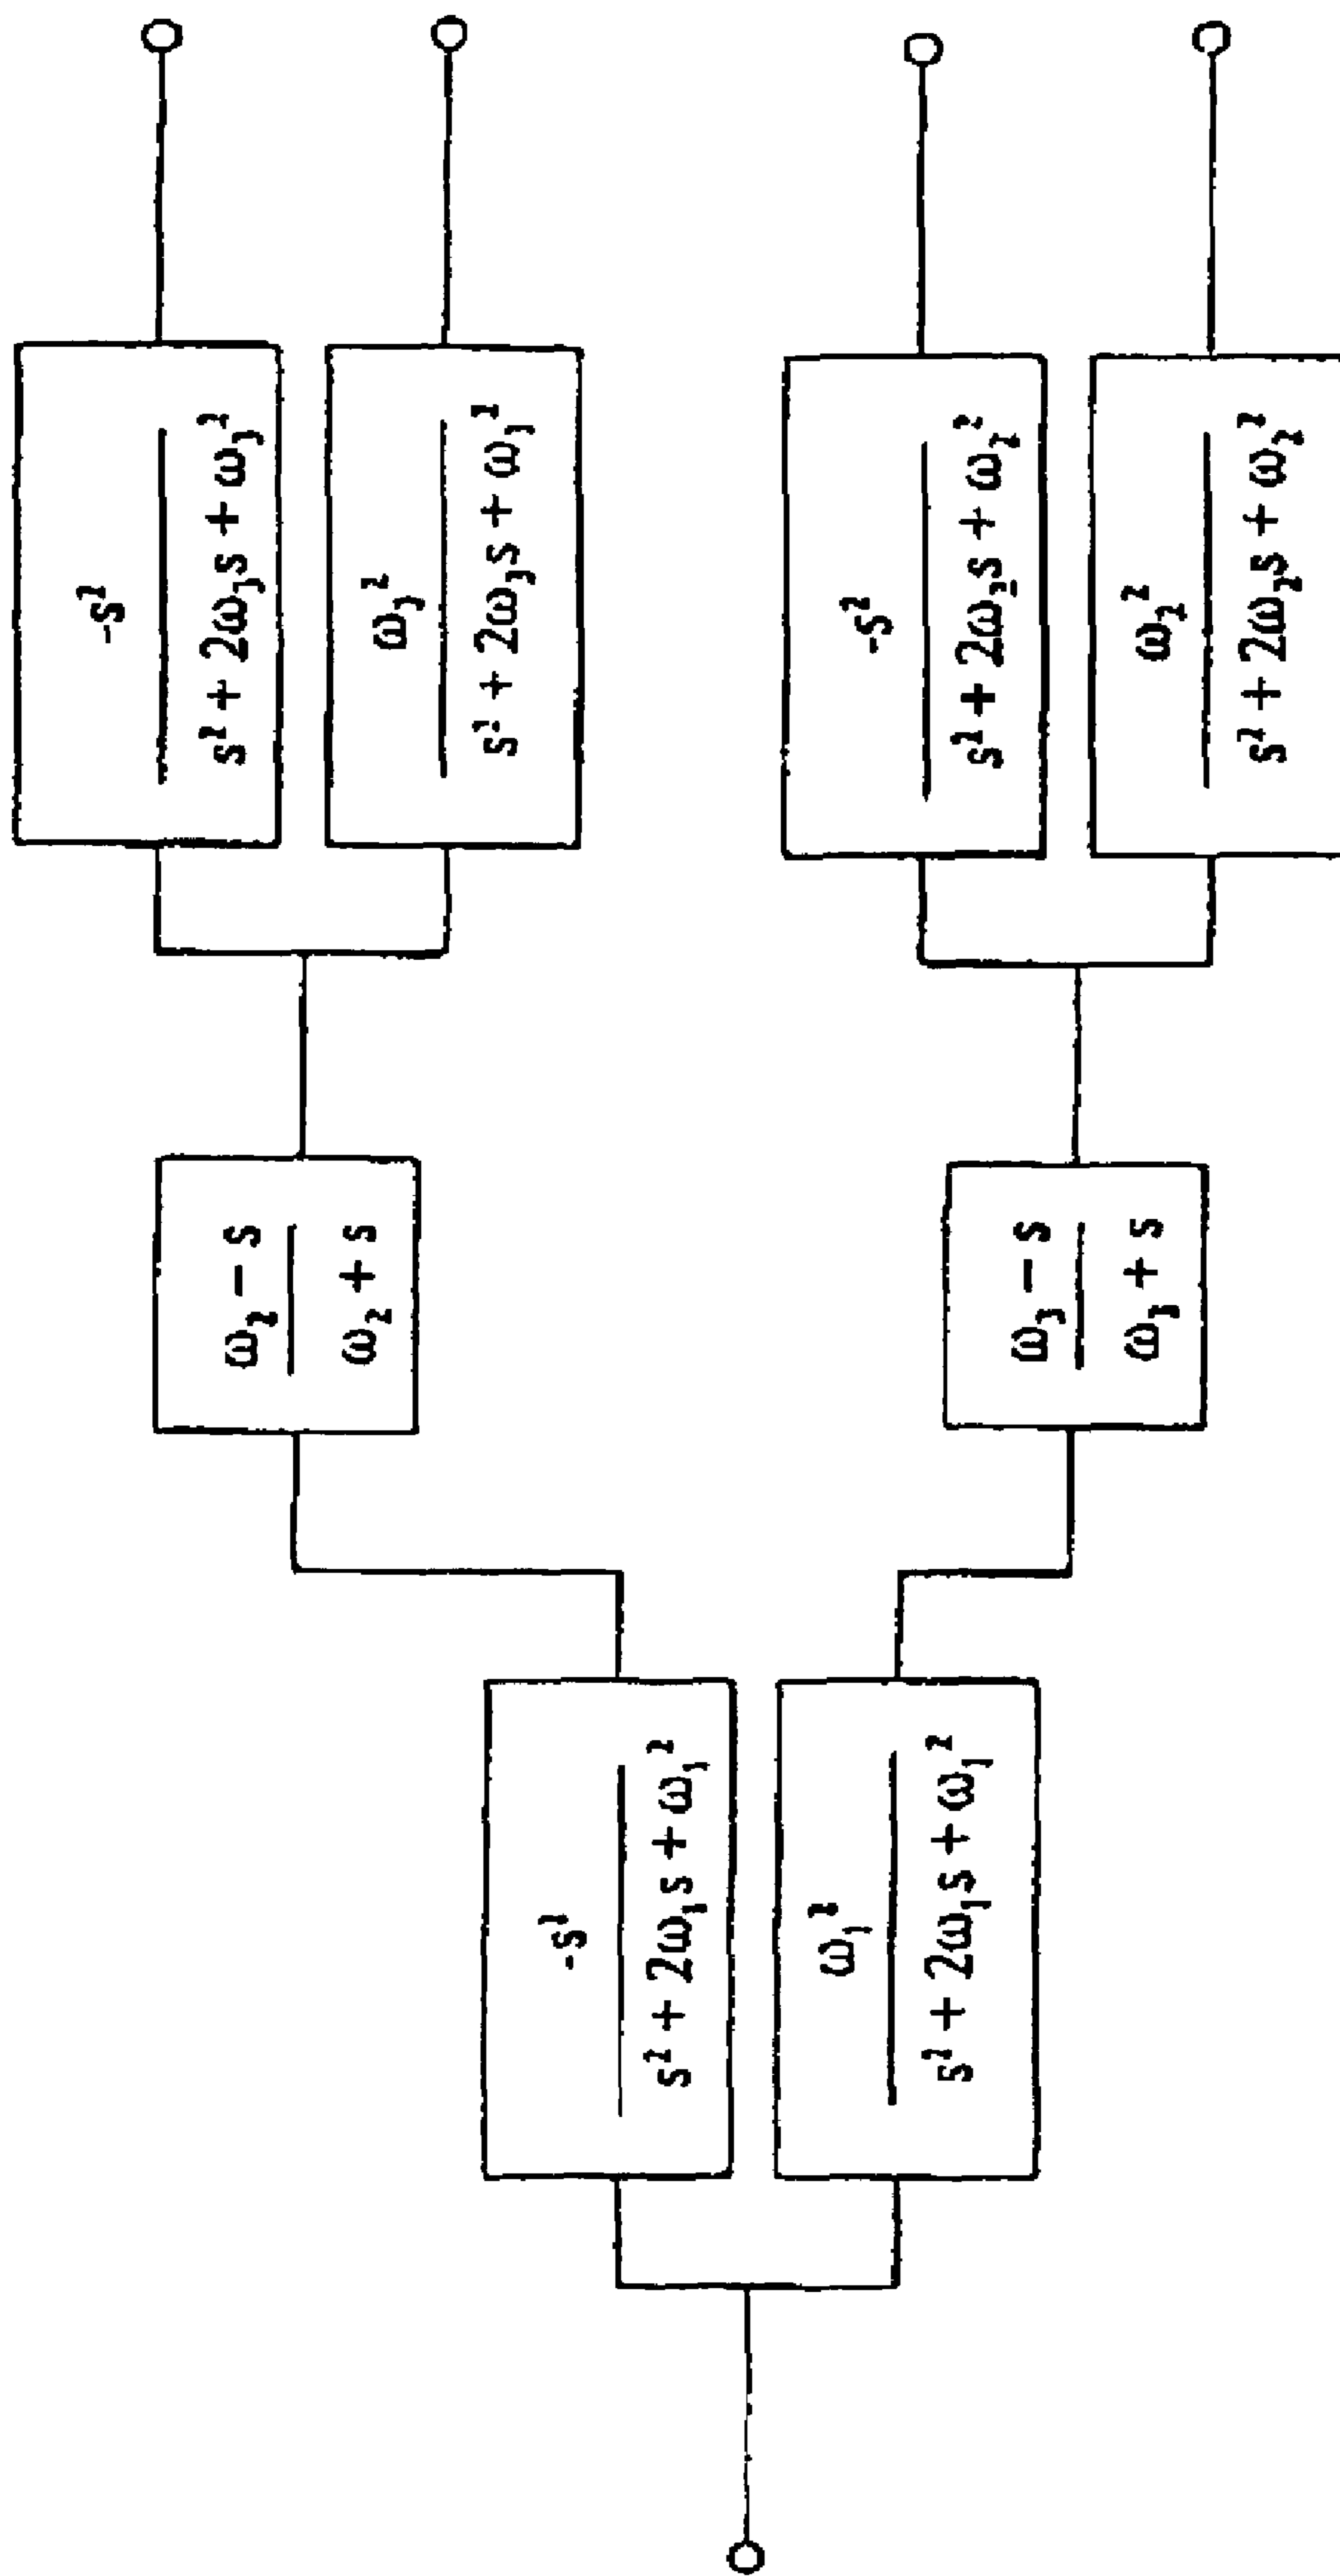 -s²
s² + 2ω₁s + ω₁²
ω₁²
s² + 2ω₁s + ω₁²
ω₂ − s
ω₂ + s
ω₃ − s
ω₃ + s
-s²
s² + 2ω₃s + ω₃²
ω₃²
s² + 2ω₃s + ω₃²
-s²
s² + 2ω₂s + ω₂²
ω₂²
s² + 2ω₂s + ω₂²